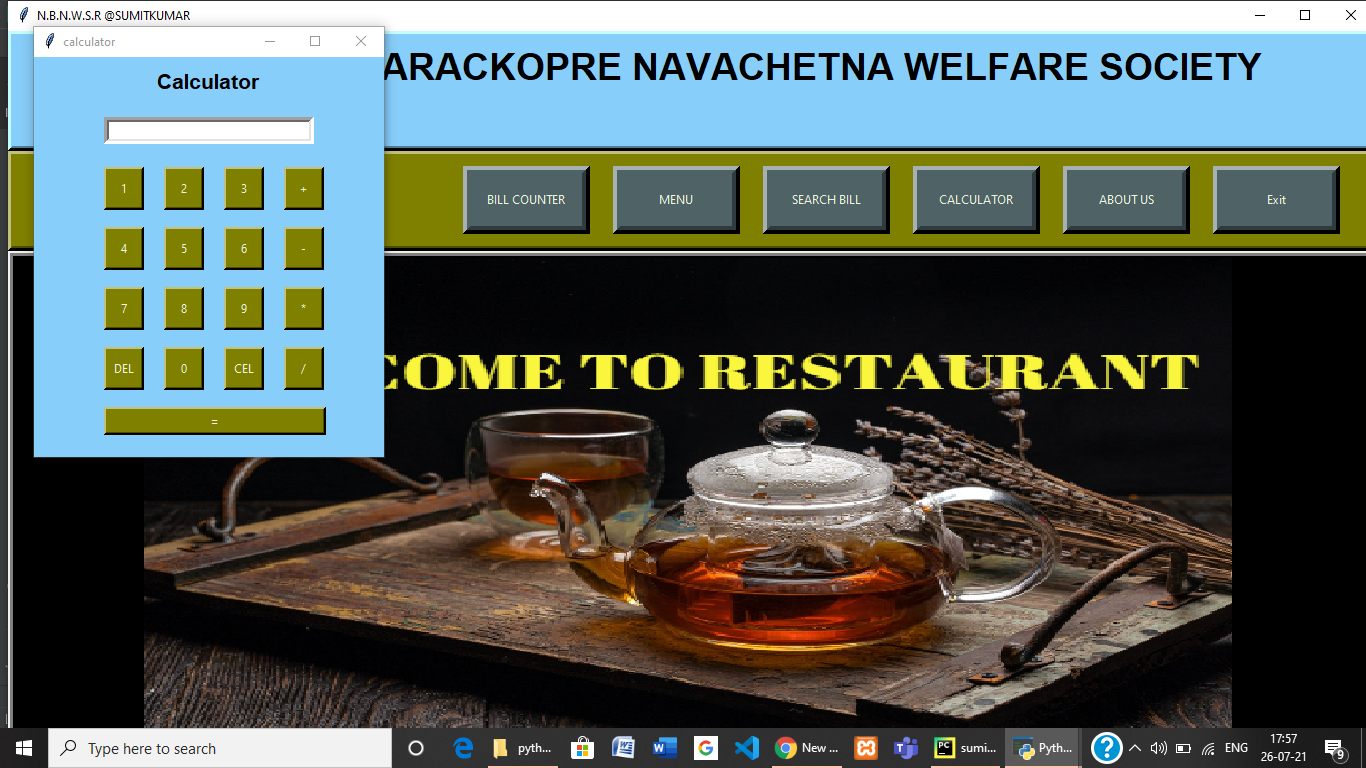 N.B.N.W.S.R @SUMITKUMAR
calculator
ARACKOPRE NAVACHETNA WELFARE SOCIETY
Calculator
1 2 3 +
4 5 6 -
7 8 9 *
DEL 0 CEL /
=
BILL COUNTER MENU SEARCH BILL CALCULATOR ABOUT US Exit
COME TO RESTAURANT
Type here to search
pyth...
New ...
sumi...
Pyth...
ENG
17:57
26-07-21
9